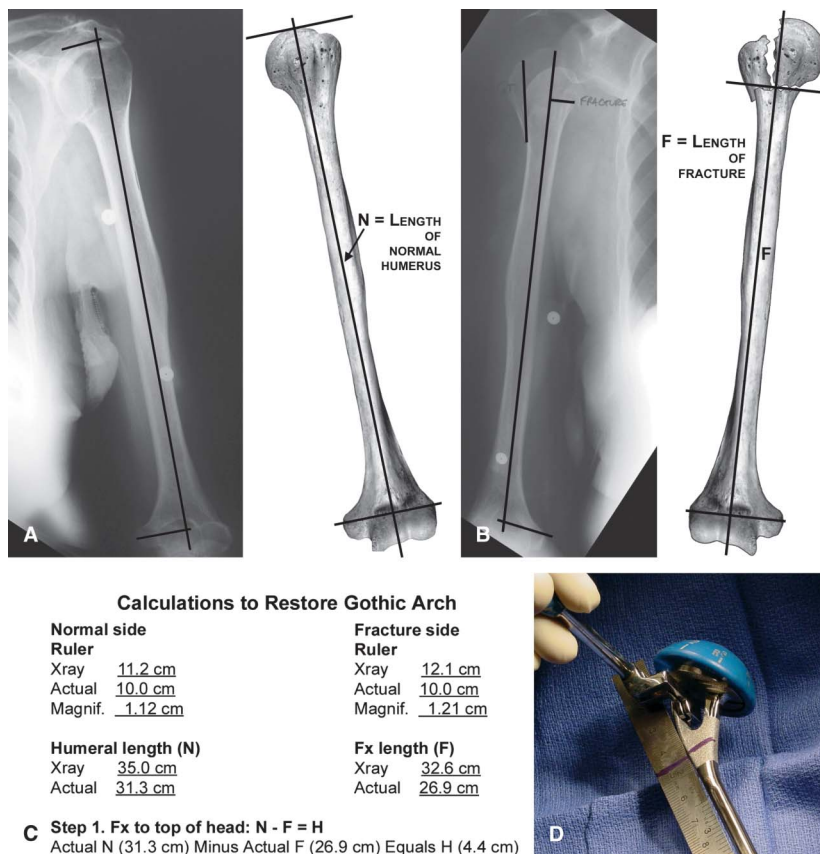 A
N = LENGTH
OF
NORMAL
HUMERUS
B
GT
FRACTURE
F = LENGTH
OF
FRACTURE
F
Calculations to Restore Gothic Arch
Normal side
Ruler
Xray 11.2 cm
Actual 10.0 cm
Magnif. 1.12 cm
Humeral length (N)
Xray 35.0 cm
Actual 31.3 cm
Fracture side
Ruler
Xray 12.1 cm
Actual 10.0 cm
Magnif. 1.21 cm
Fx length (F)
Xray 32.6 cm
Actual 26.9 cm
C Step 1. Fx to top of head: N - F = H
Actual N (31.3 cm) Minus Actual F (26.9 cm) Equals H (4.4 cm)
D